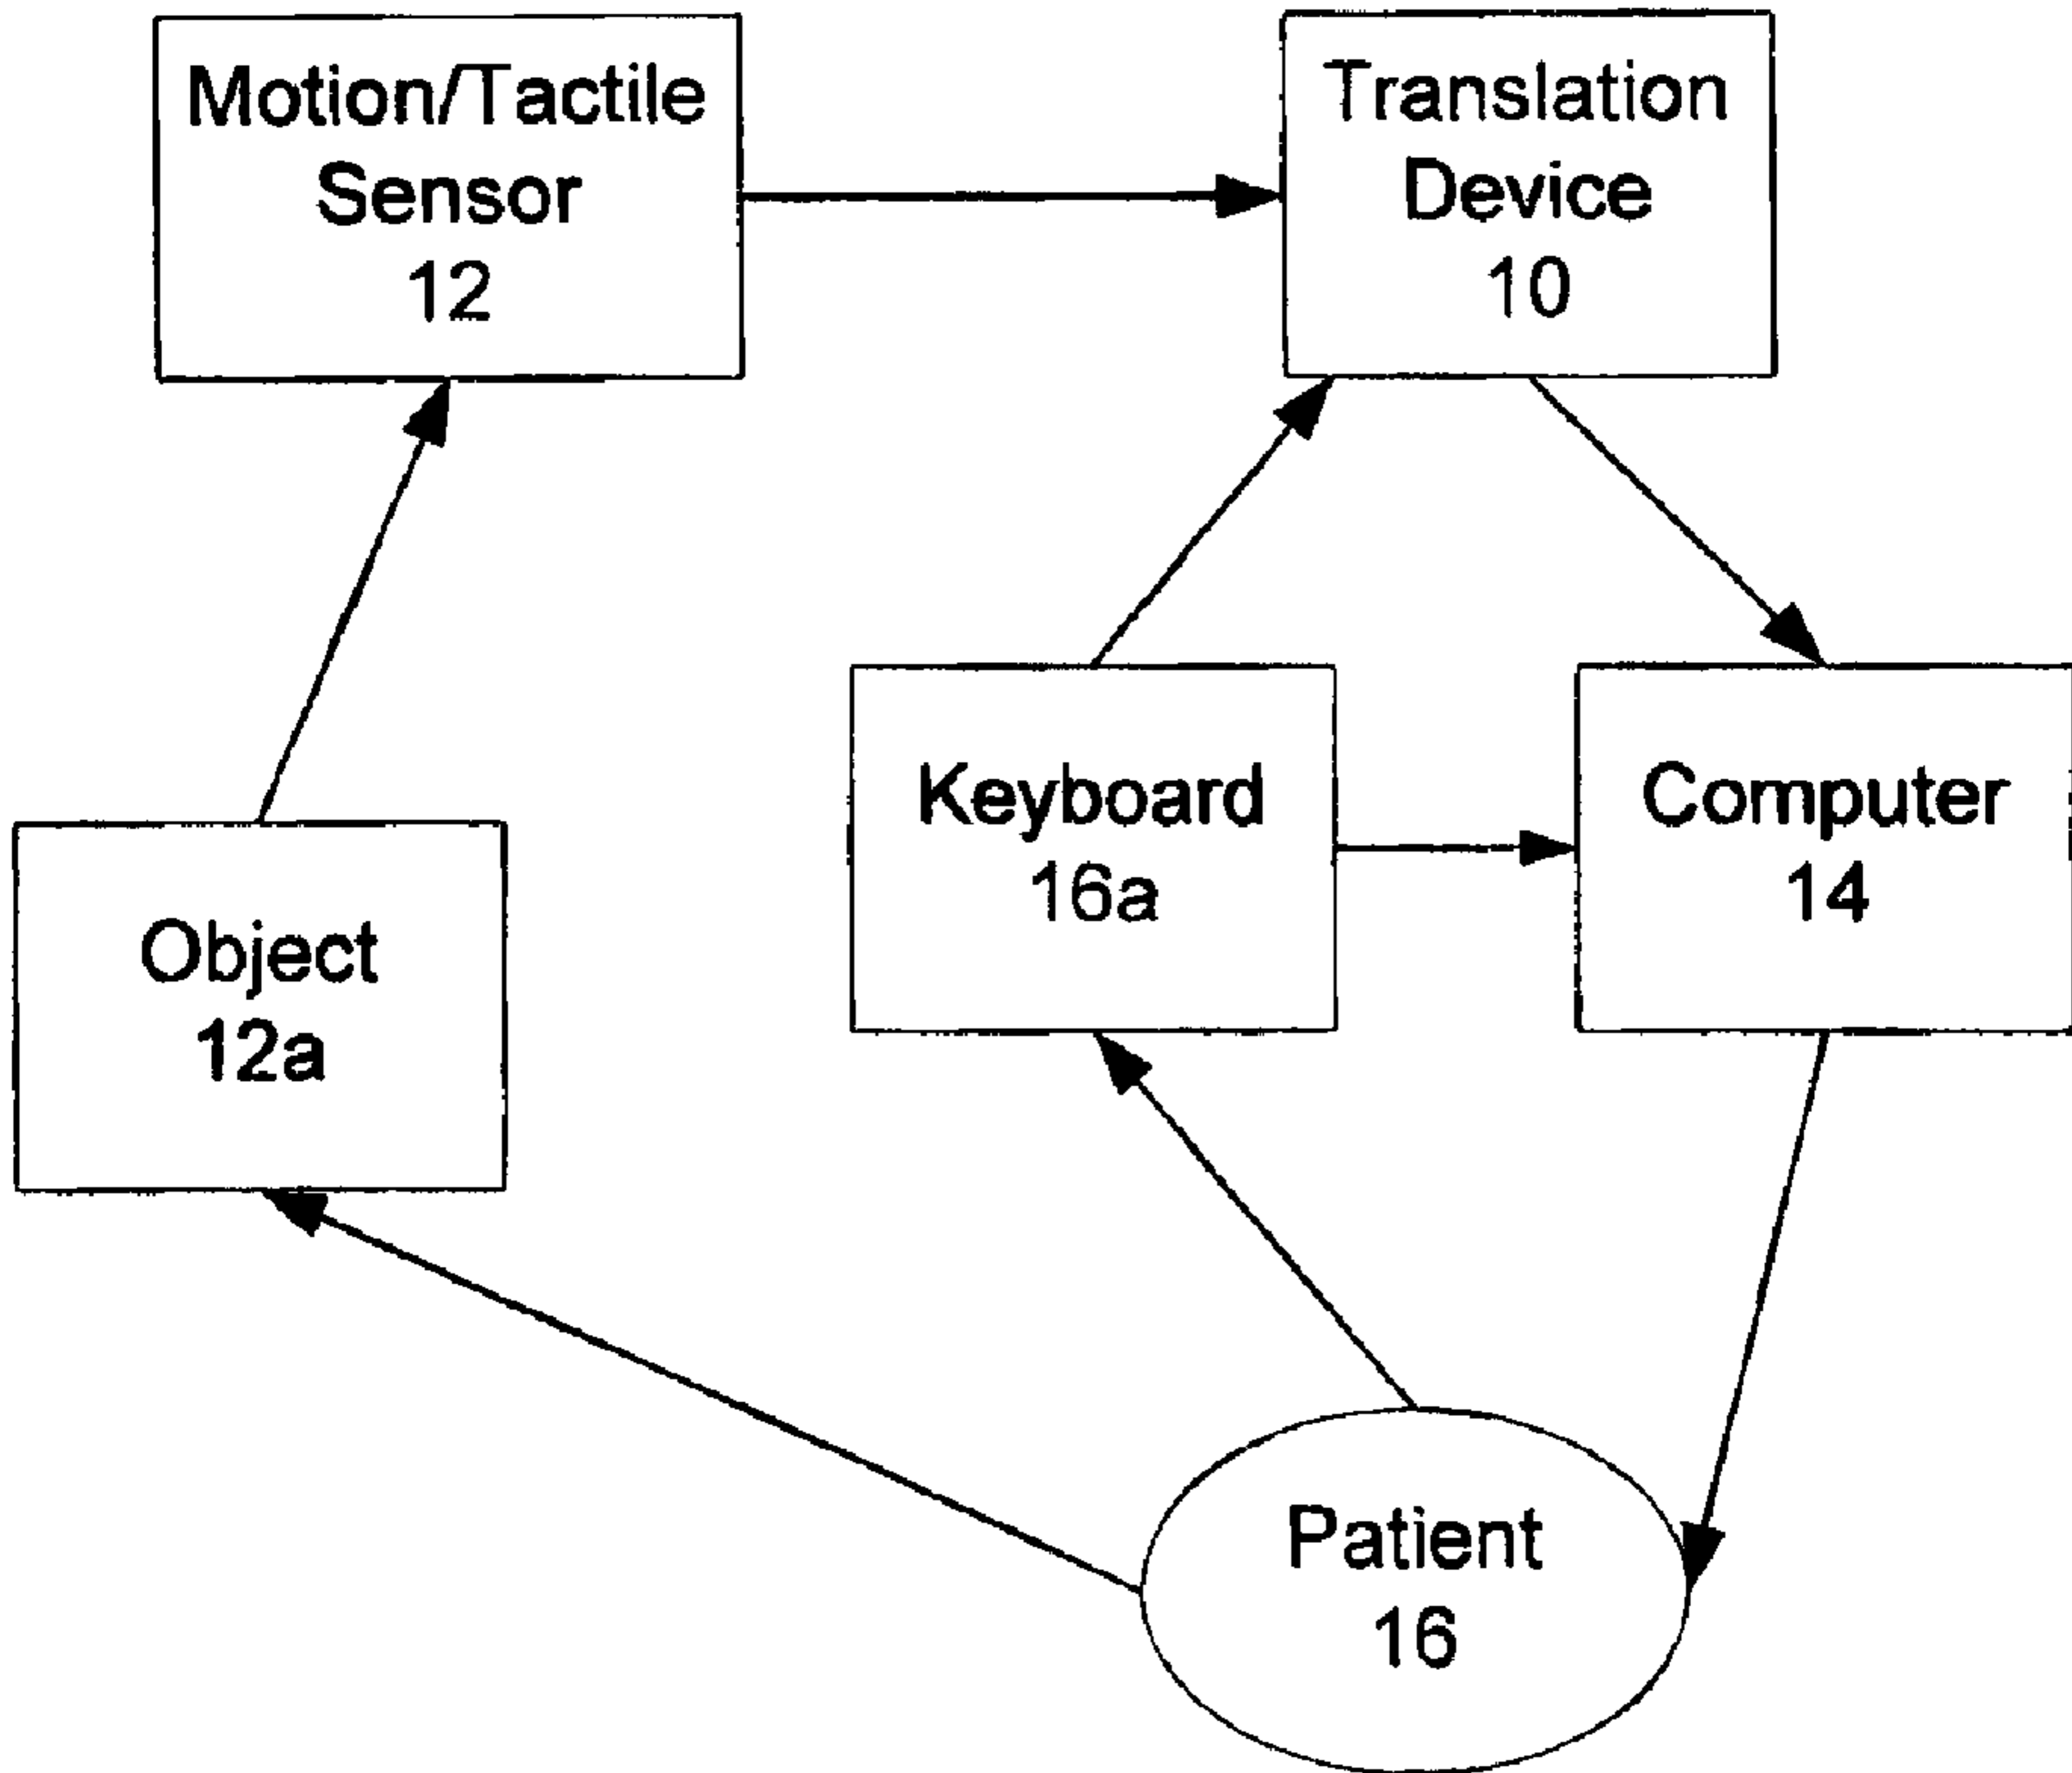 Motion/Tactile
Sensor
12
Translation
Device
10
Keyboard
16a
Computer
14
Object
12a
Patient
16